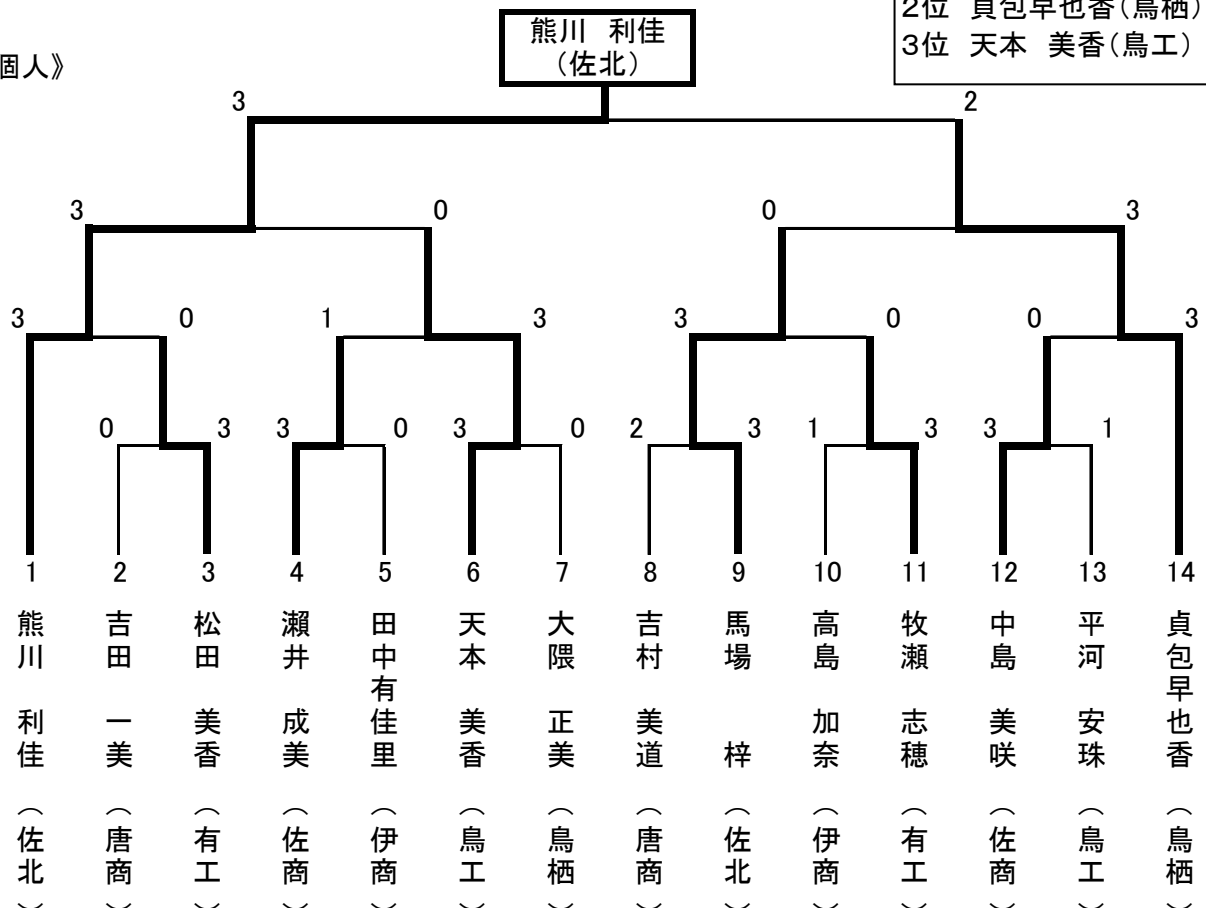 熊川 利佳
（佐北）
2位 貞包早也香（鳥栖）
3位 天本 美香（鳥工）
個人》
3 2
3 0 0 3
3 0 1 3 3 0 0 3
0 3 3 0 3 0 2 3 1 3 3 1
1 2 3 4 5 6 7 8 9 10 11 12 13 14
熊川 利佳（佐北）
吉田 一美（唐商）
松田 美香（有工）
瀬井 成美（佐商）
田中有佳里（伊商）
天本 美香（鳥工）
大隈 正美（鳥栖）
吉村 美道（唐商）
馬場 梓（佐北）
高島 加奈（伊商）
牧瀬 志穂（有工）
中島 美咲（佐商）
平河 安珠（鳥工）
貞包早也香（鳥栖）